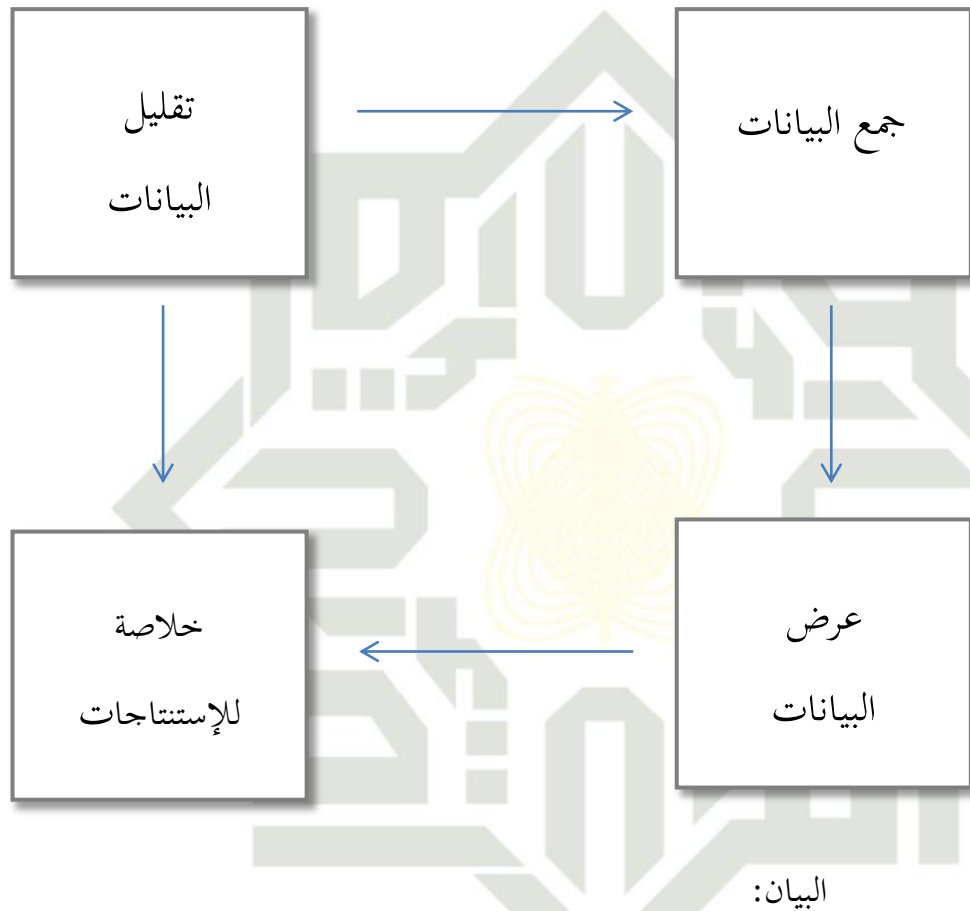 جمع البيانات
تقليل
البيانات
عرض
البيانات
خلاصة
للإستنتاجات
البيان: